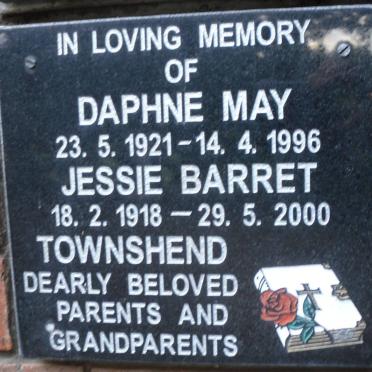 IN LOVING MEMORY
OF
DAPHNE MAY
23. 5. 1921 - 14. 4. 1996
JESSIE BARRET
18. 2. 1918 - 29. 5. 2000
TOWNSHEND
DEARLY BELOVED
PARENTS AND
GRANDPARENTS